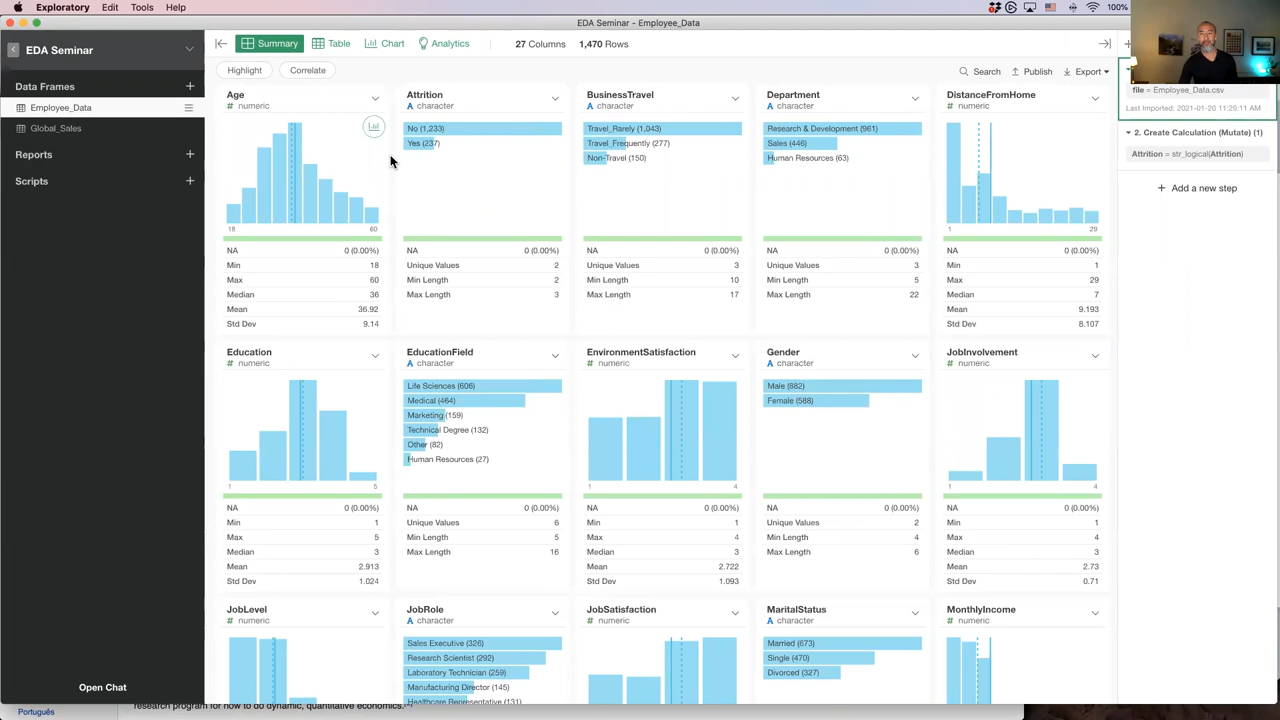 Exploratory Edit Tools Help 100%
EDA Seminar - Employee_Data
EDA Seminar
Data Frames
Employee_Data
Global_Sales
Reports
Scripts
Open Chat
Summary Table Chart Analytics 27 Columns 1,470 Rows
Highlight Correlate Search Publish Export
Age
# numeric
18 60
NA 0 (0.00%)
Min 18
Max 60
Median 36
Mean 36.92
Std Dev 9.14
Attrition
A character
No (1,233)
Yes (237)
NA 0 (0.00%)
Unique Values 2
Min Length 2
Max Length 3
BusinessTravel
A character
Travel_Rarely (1,043)
Travel_Frequently (277)
Non-Travel (150)
NA 0 (0.00%)
Unique Values 3
Min Length 10
Max Length 17
Department
A character
Research & Development (961)
Sales (446)
Human Resources (63)
NA 0 (0.00%)
Unique Values 3
Min Length 5
Max Length 22
DistanceFromHome
# numeric
1 29
NA 0 (0.00%)
Min 1
Max 29
Median 7
Mean 9.193
Std Dev 8.107
Education
# numeric
1 5
NA 0 (0.00%)
Min 1
Max 5
Median 3
Mean 2.913
Std Dev 1.024
EducationField
A character
Life Sciences (606)
Medical (464)
Marketing (159)
Technical Degree (132)
Other (82)
Human Resources (27)
NA 0 (0.00%)
Unique Values 6
Min Length 5
Max Length 16
EnvironmentSatisfaction
# numeric
1 4
NA 0 (0.00%)
Min 1
Max 4
Median 3
Mean 2.722
Std Dev 1.093
Gender
A character
Male (882)
Female (588)
NA 0 (0.00%)
Unique Values 2
Min Length 4
Max Length 6
JobInvolvement
# numeric
1 4
NA 0 (0.00%)
Min 1
Max 4
Median 3
Mean 2.73
Std Dev 0.71
JobLevel
# numeric
JobRole
A character
Sales Executive (326)
Research Scientist (292)
Laboratory Technician (259)
Manufacturing Director (145)
Healthcare Representative (131)
JobSatisfaction
# numeric
MaritalStatus
A character
Married (673)
Single (470)
Divorced (327)
MonthlyIncome
# numeric
file = Employee_Data.csv
Last Imported: 2021-01-20 11:29:11 AM
2. Create Calculation (Mutate) (1)
Attrition = str_logical(Attrition)
+ Add a new step
Português
research program for how to do dynamic, quantitative economics.